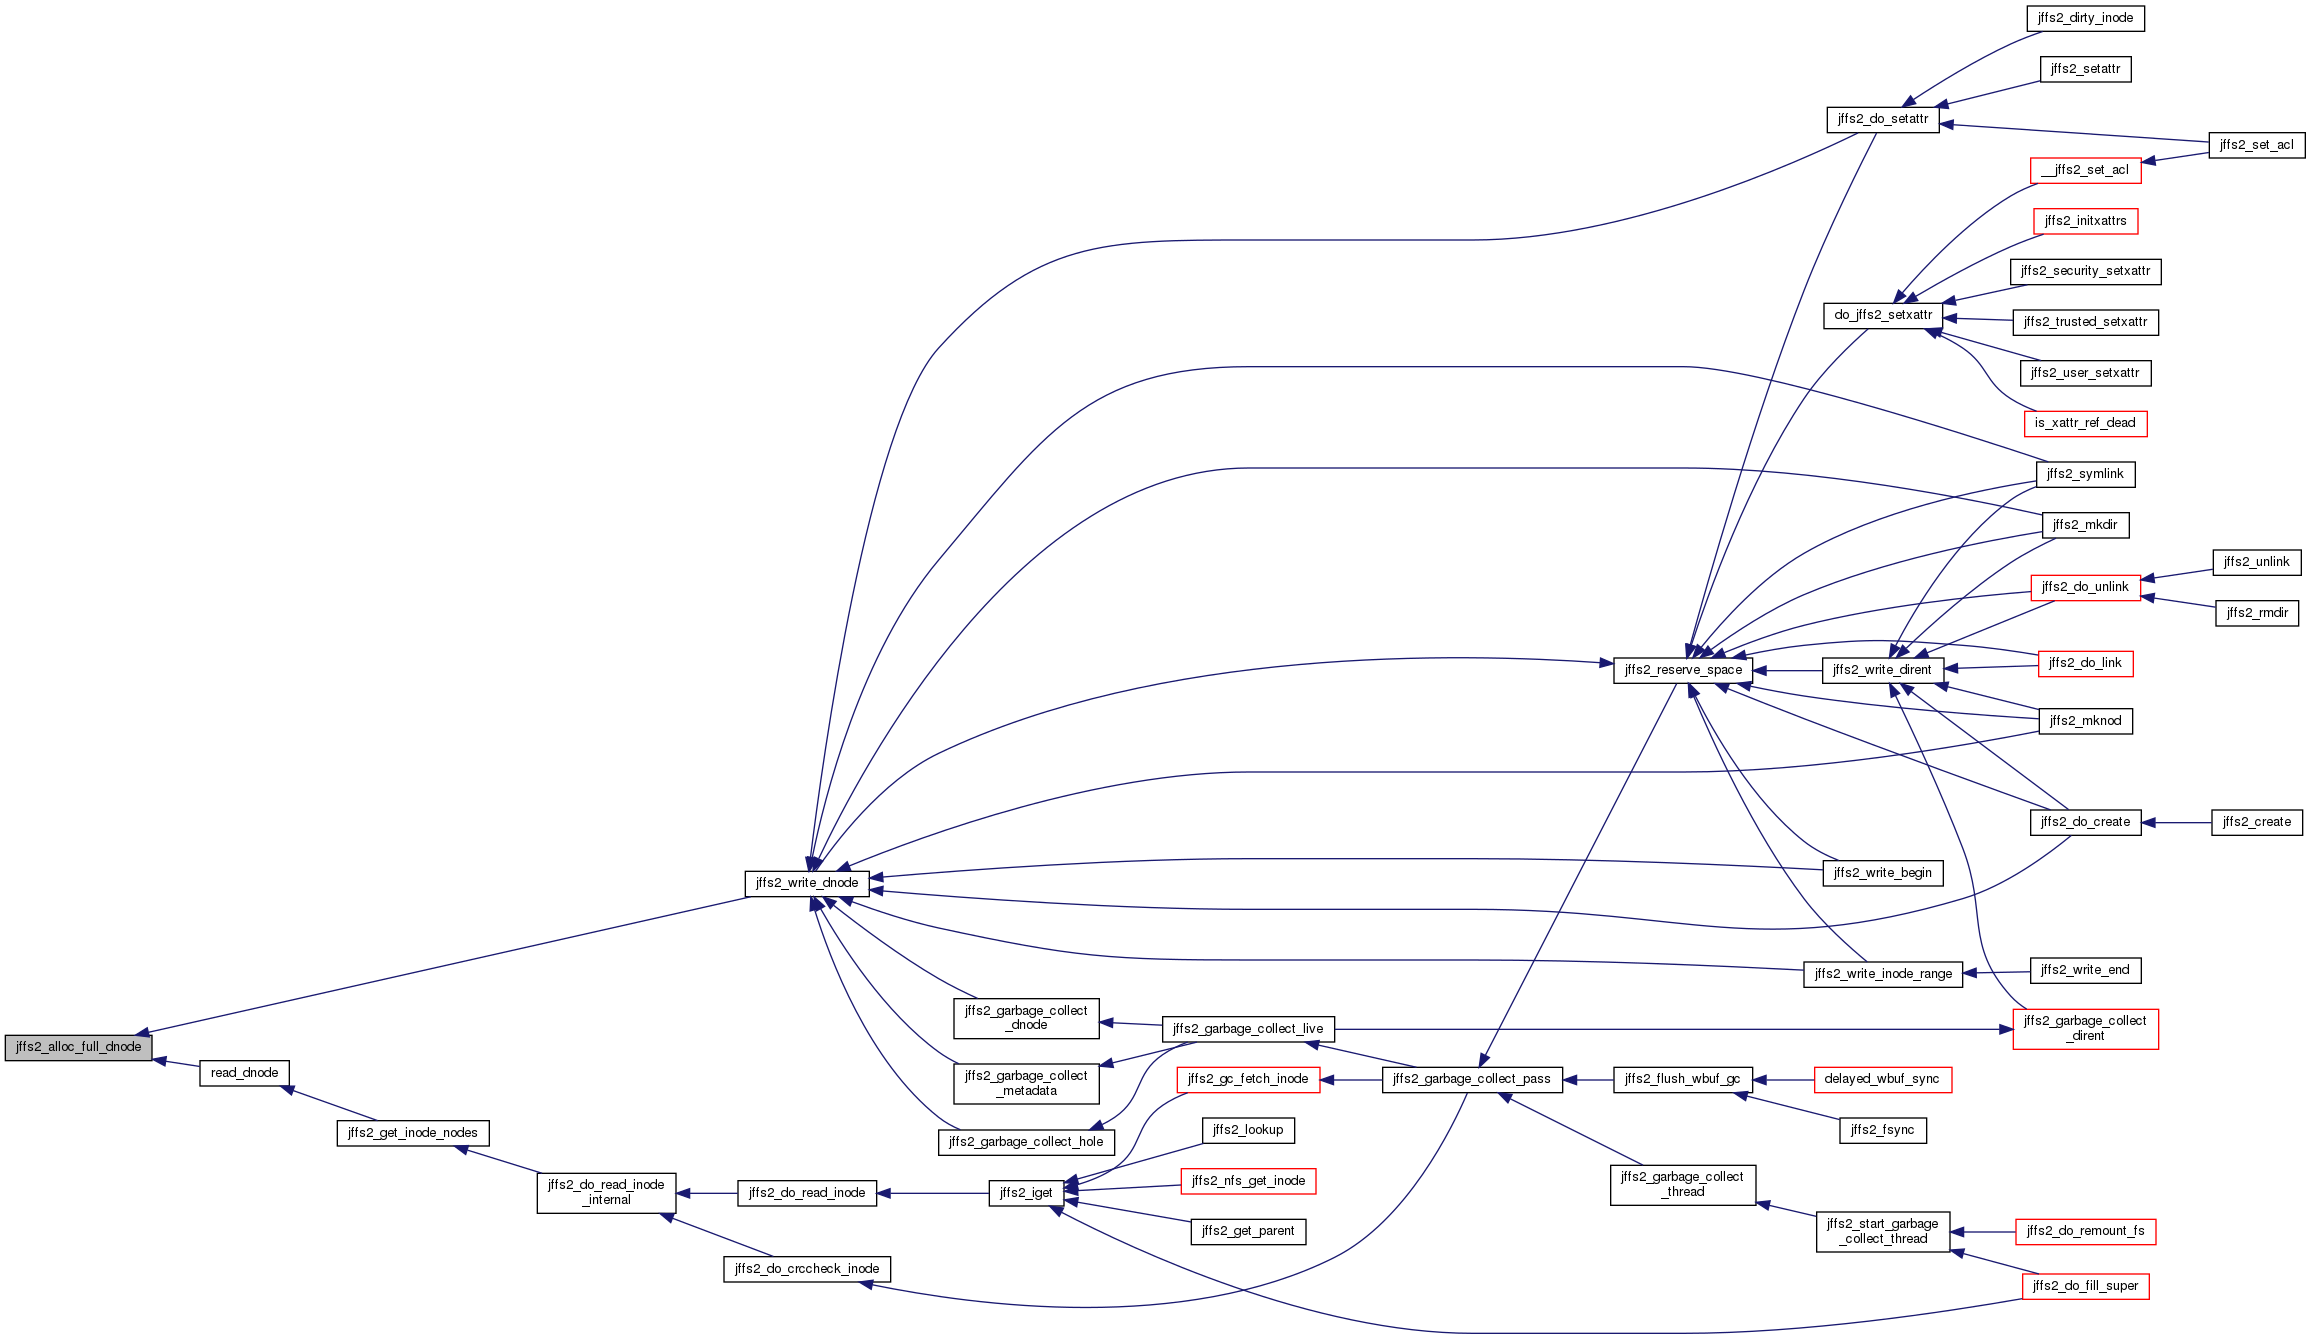 jffs2_dirty_inode
jffs2_setattr
jffs2_do_setattr
jffs2_set_acl
__jffs2_set_acl
jffs2_initxattrs
jffs2_security_setxattr
do_jffs2_setxattr
jffs2_trusted_setxattr
jffs2_user_setxattr
is_xattr_ref_dead
jffs2_symlink
jffs2_mkdir
jffs2_unlink
jffs2_do_unlink
jffs2_rmdir
jffs2_reserve_space
jffs2_write_dirent
jffs2_do_link
jffs2_mknod
jffs2_do_create
jffs2_create
jffs2_write_dnode
jffs2_write_begin
jffs2_write_inode_range
jffs2_write_end
jffs2_garbage_collect
_dnode
jffs2_garbage_collect_live
jffs2_garbage_collect
_dirent
jffs2_alloc_full_dnode
read_dnode
jffs2_garbage_collect
_metadata
jffs2_gc_fetch_inode
jffs2_garbage_collect_pass
jffs2_flush_wbuf_gc
delayed_wbuf_sync
jffs2_get_inode_nodes
jffs2_garbage_collect_hole
jffs2_lookup
jffs2_fsync
jffs2_do_read_inode
_internal
jffs2_do_read_inode
jffs2_iget
jffs2_nfs_get_inode
jffs2_garbage_collect
_thread
jffs2_get_parent
jffs2_start_garbage
_collect_thread
jffs2_do_remount_fs
jffs2_do_crccheck_inode
jffs2_do_fill_super